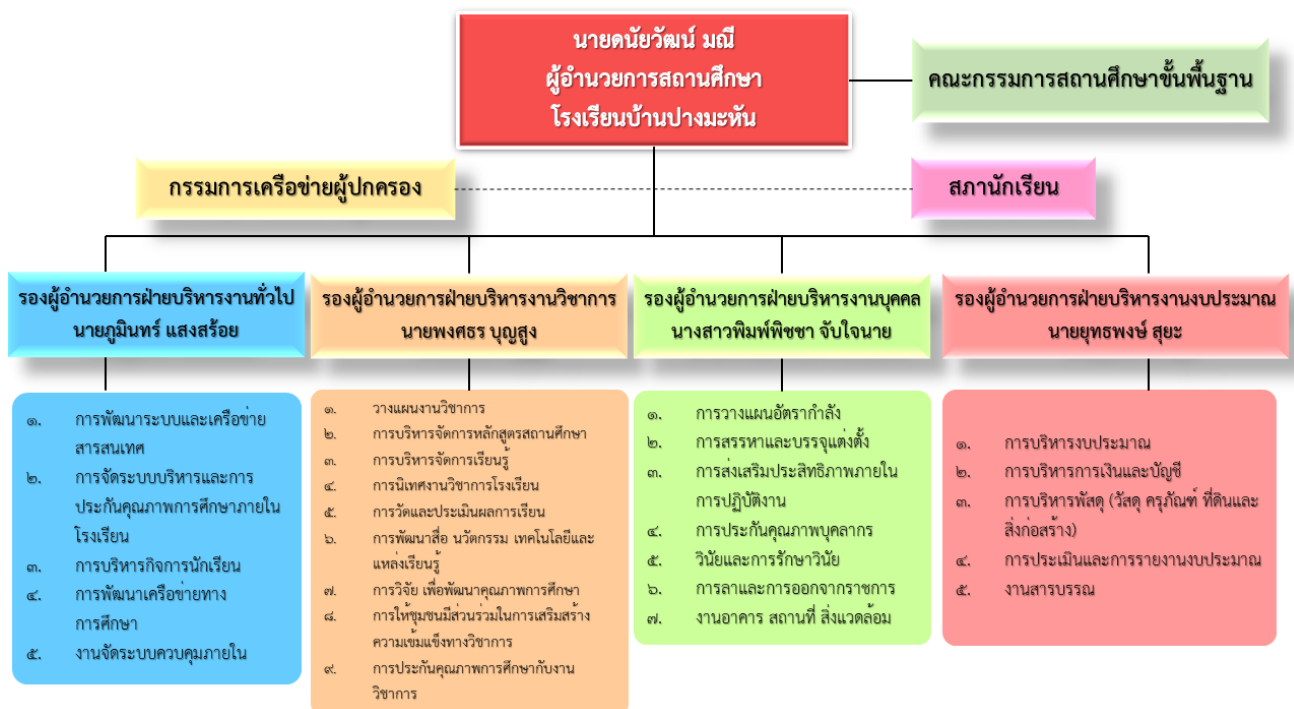 นายดนัยวัฒน์ มณี
ผู้อำนวยการสถานศึกษา
โรงเรียนบ้านปางมะหัน
คณะกรรมการสถานศึกษาขั้นพื้นฐาน
กรรมการเครือข่ายผู้ปกครอง
สภานักเรียน
รองผู้อำนวยการฝ่ายบริหารงานทั่วไป
นายภูมินทร์ แสงสร้อย
รองผู้อำนวยการฝ่ายบริหารงานวิชาการ
นายพงศธร บุญสูง
รองผู้อำนวยการฝ่ายบริหารงานบุคคล
นางสาวพิมพ์พิชชา จับใจนาย
รองผู้อำนวยการฝ่ายบริหารงานงบประมาณ
นายยุทธพงษ์ สุยะ
๑. การพัฒนาระบบและเครือข่าย
สารสนเทศ
๒. การจัดระบบบริหารและการ
ประกันคุณภาพการศึกษาภายใน
โรงเรียน
๓. การบริหารกิจการนักเรียน
๔. การพัฒนาเครือข่ายทาง
การศึกษา
๕. งานจัดระบบควบคุมภายใน
๑. วางแผนงานวิชาการ
๒. การบริหารจัดการหลักสูตรสถานศึกษา
๓. การบริหารจัดการเรียนรู้
๔. การนิเทศงานวิชาการโรงเรียน
๕. การวัดและประเมินผลการเรียน
๖. การพัฒนาสื่อ นวัตกรรม เทคโนโลยีและ
แหล่งเรียนรู้
๗. การวิจัย เพื่อพัฒนาคุณภาพการศึกษา
๘. การให้ชุมชนมีส่วนร่วมในการเสริมสร้าง
ความเข้มแข็งทางวิชาการ
๙. การประกันคุณภาพการศึกษากับงาน
วิชาการ
๑. การวางแผนอัตรากำลัง
๒. การสรรหาและบรรจุแต่งตั้ง
๓. การส่งเสริมประสิทธิภาพภายใน
การปฏิบัติงาน
๔. การประกันคุณภาพบุคลากร
๕. วินัยและการรักษาวินัย
๖. การลาและการออกจากราชการ
๗. งานอาคาร สถานที่ สิ่งแวดล้อม
๑. การบริหารงบประมาณ
๒. การบริหารการเงินและบัญชี
๓. การบริหารพัสดุ (วัสดุ ครุภัณฑ์ ที่ดินและ
สิ่งก่อสร้าง)
๔. การประเมินและการรายงานงบประมาณ
๕. งานสารบรรณ